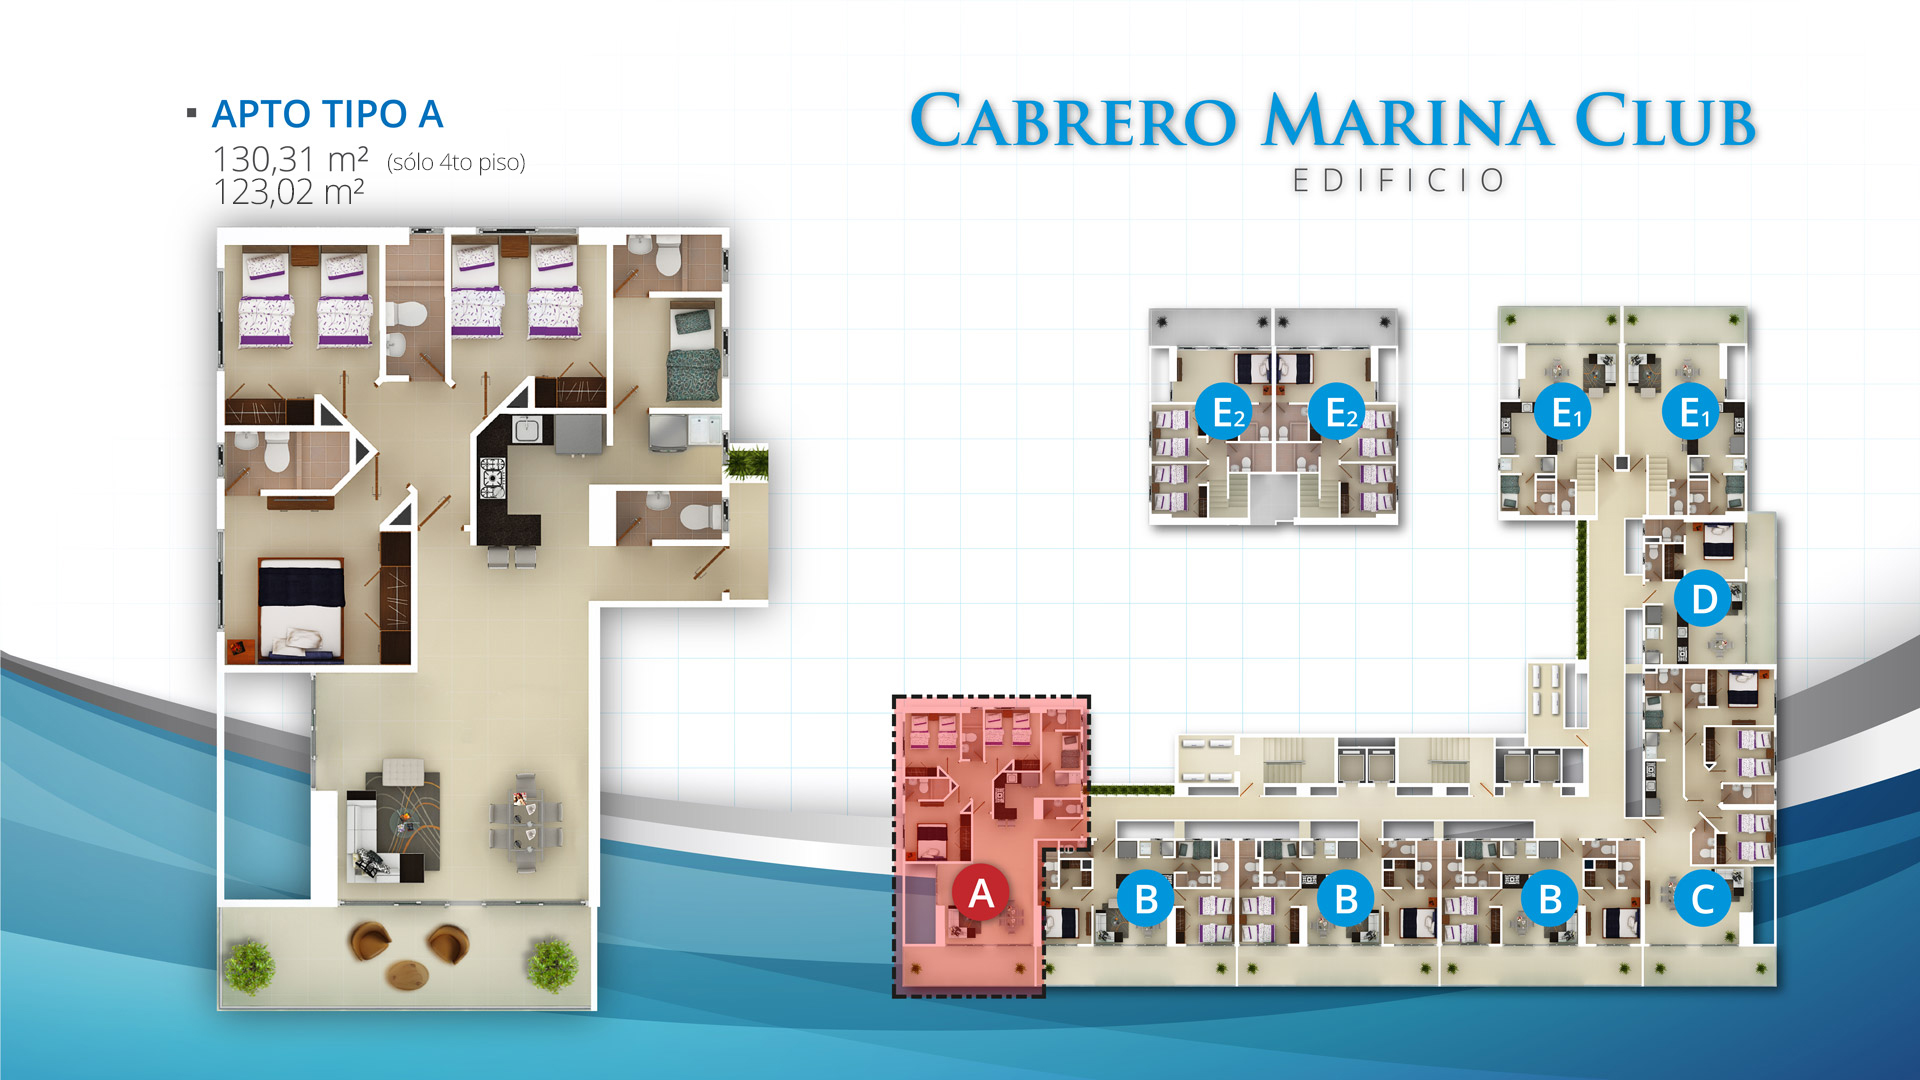 ▪ APTO TIPO A
130,31 m² (sólo 4to piso)
123,02 m²
CABRERO MARINA CLUB
EDIFICIO
E2
E2
E1
E1
D
A
B
B
B
C